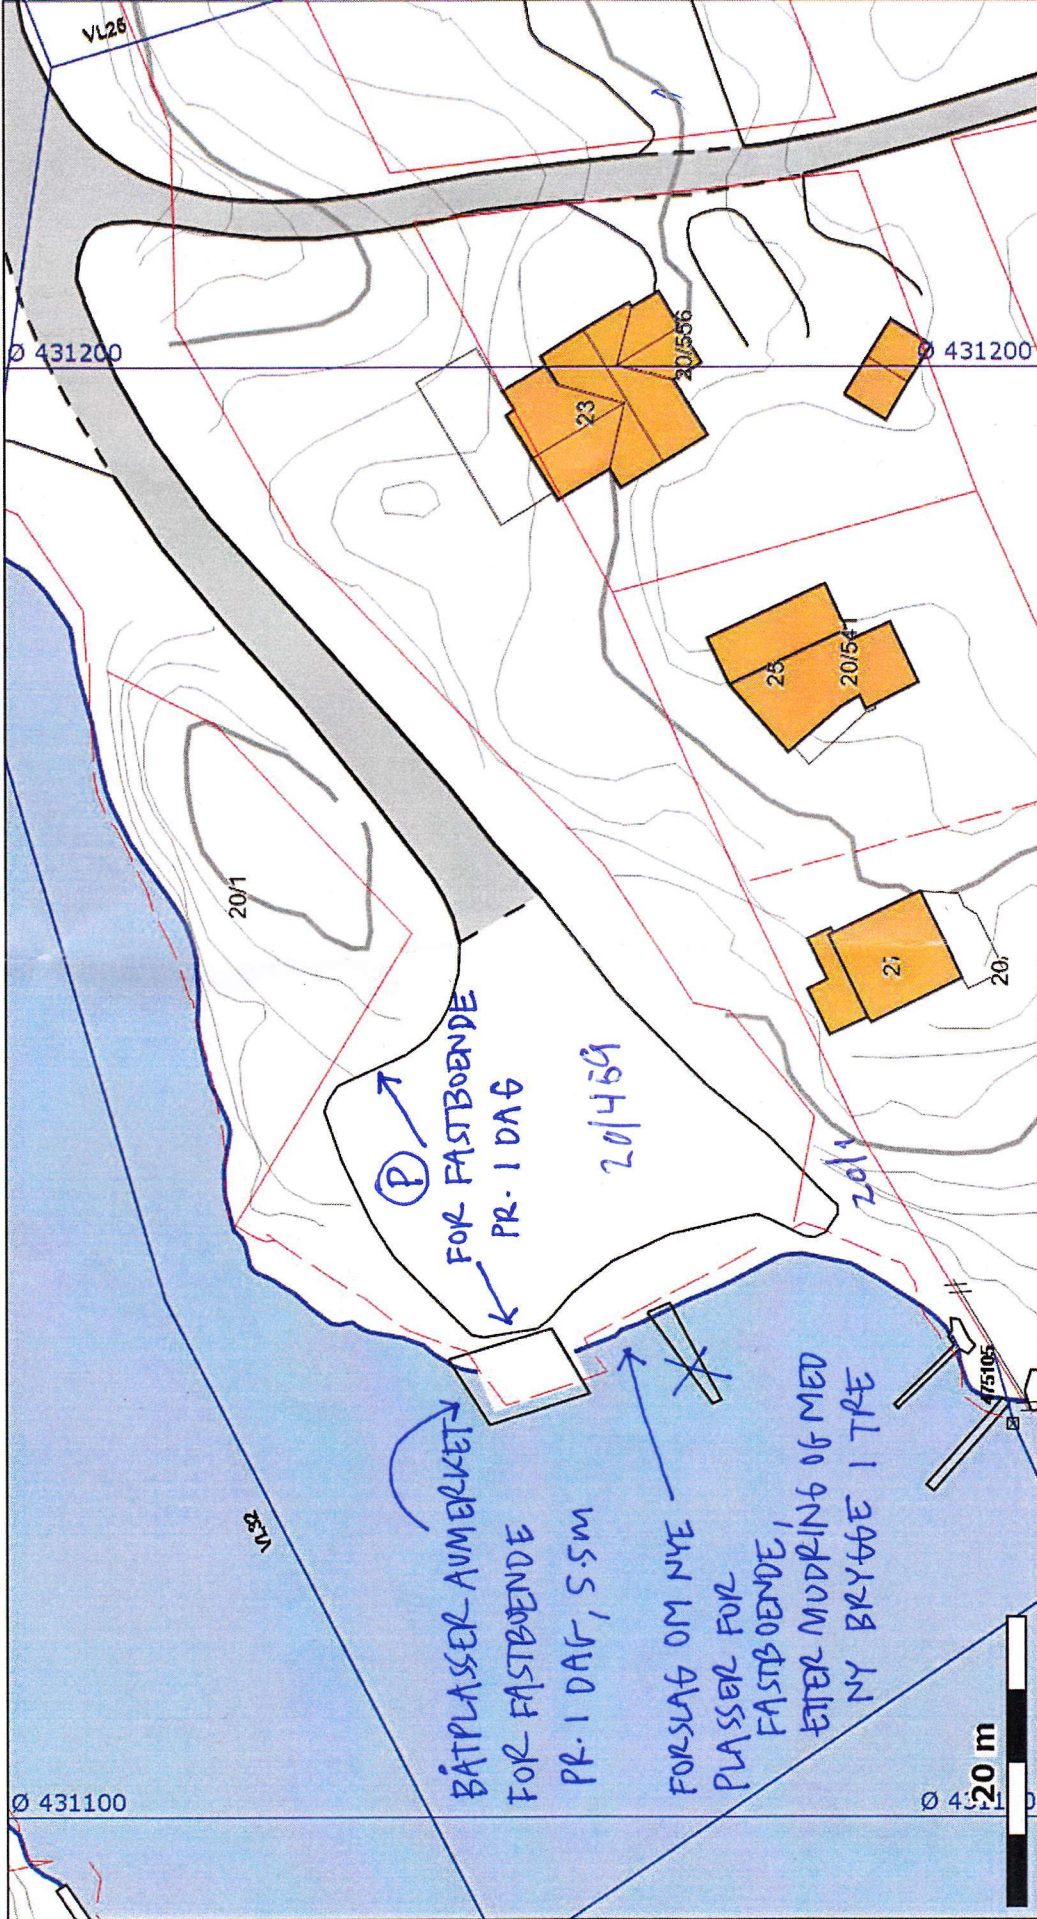 VL26
Ø 431200
Ø 431200
23
20/556
25
20/541
20/1
27
20/
(P)
FOR FASTBOENDE
PR. I DAG
20/469
20/1
BÅTPLASSER AVMERKET
FOR FASTBOENDE
PR. I DAG, 5.5M
FORSLAG OM NYE
PLASSER FOR
FASTBOENDE,
ETTER MUDRING OG MED
NY BRYGGE I TRE
VL32
475105
Ø 431100
20 m